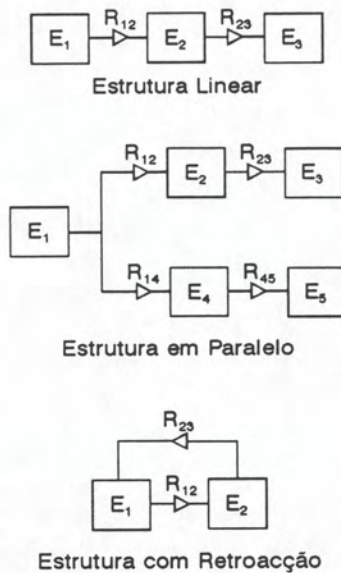 R12 R23
E1 E2 E3
Estrutura Linear
R12 R23
E2 E3
E1
R14 R45
E4 E5
Estrutura em Paralelo
R23
R12
E1 E2
Estrutura com Retroacção